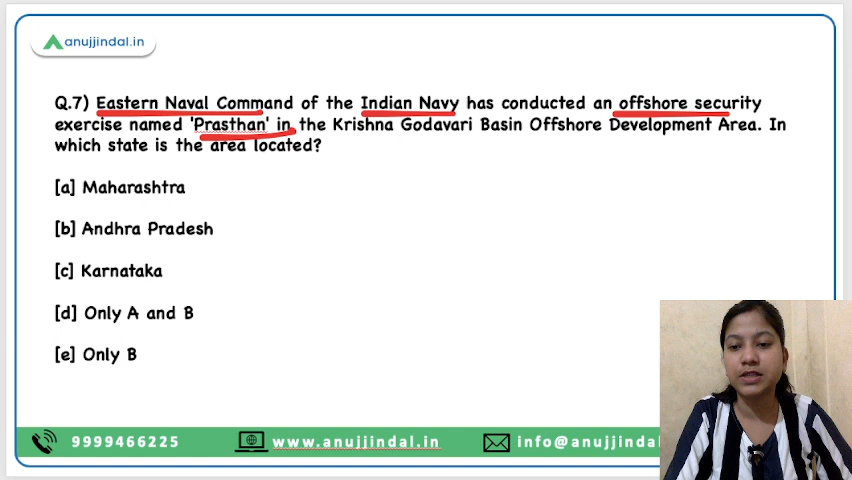 anujjindal.in
Q.7) Eastern Naval Command of the Indian Navy has conducted an offshore security
exercise named 'Prasthan' in the Krishna Godavari Basin Offshore Development Area. In
which state is the area located?
[a] Maharashtra
[b] Andhra Pradesh
[c] Karnataka
[d] Only A and B
[e] Only B
9999466225 www.anujjindal.in info@anujjindal